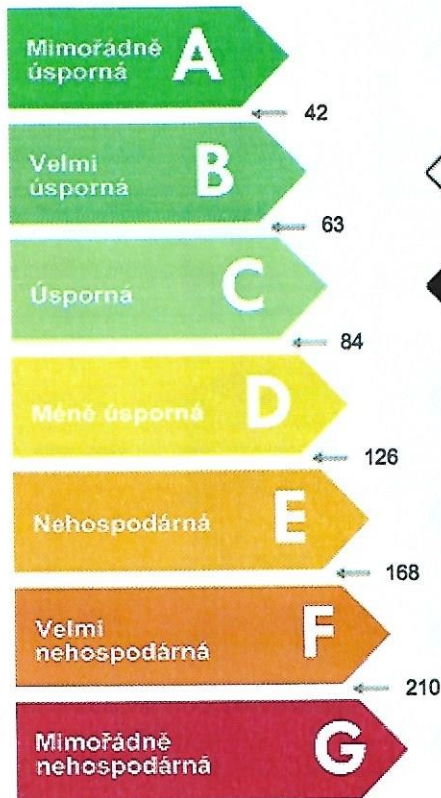 Mimořádně
úsporná
A
42
Velmi
úsporná
B
63
Úsporná
C
84
Méně úsporná
D
126
Nehospodárná
E
168
Velmi
nehospodárná
F
210
Mimořádně
nehospodárná
G